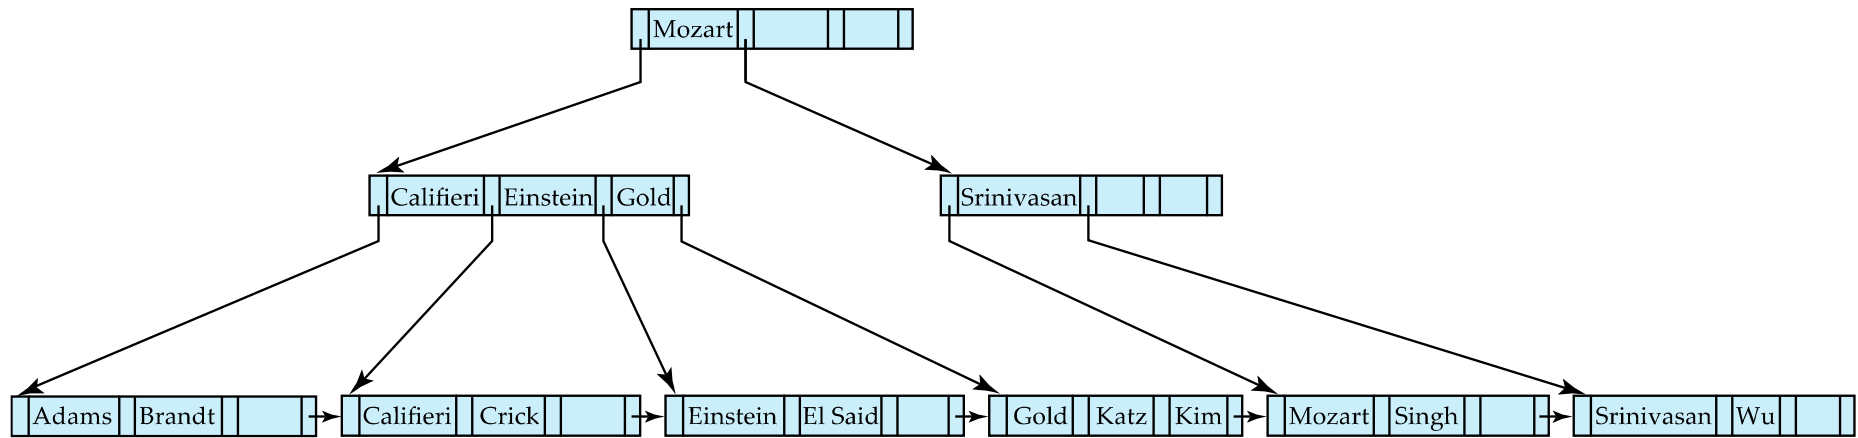 Mozart
Califieri Einstein Gold Srinivasan
Adams Brandt Califieri Crick Einstein El Said Gold Katz Kim Mozart Singh Srinivasan Wu